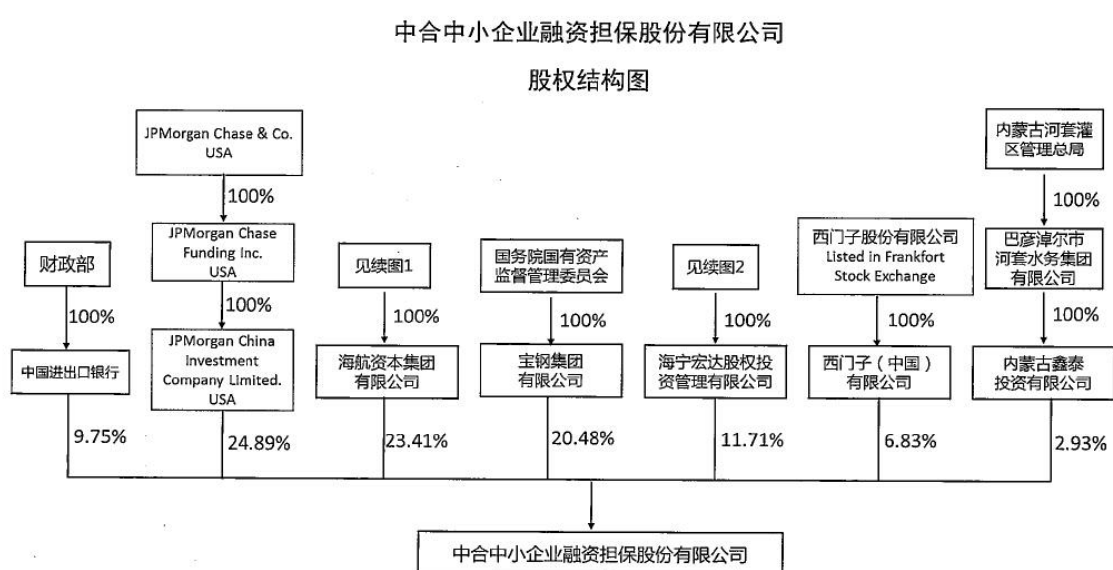 中合中小企业融资担保股份有限公司
股权结构图
JPMorgan Chase & Co.
USA
内蒙古河套灌
区管理总局
100%
100%
财政部
JPMorgan Chase
Funding Inc.
USA
见续图1
国务院国有资产
监督管理委员会
见续图2
西门子股份有限公司
Listed in Frankfort
Stock Exchange
巴彦淖尔市
河套水务集团
有限公司
100%
100%
100%
100%
100%
100%
100%
中国进出口银行
JPMorgan China
Investment
Company Limited.
USA
海航资本集团
有限公司
宝钢集团
有限公司
海宁宏达股权投
资管理有限公司
西门子（中国）
有限公司
内蒙古鑫泰
投资有限公司
9.75%
24.89%
23.41%
20.48%
11.71%
6.83%
2.93%
中合中小企业融资担保股份有限公司